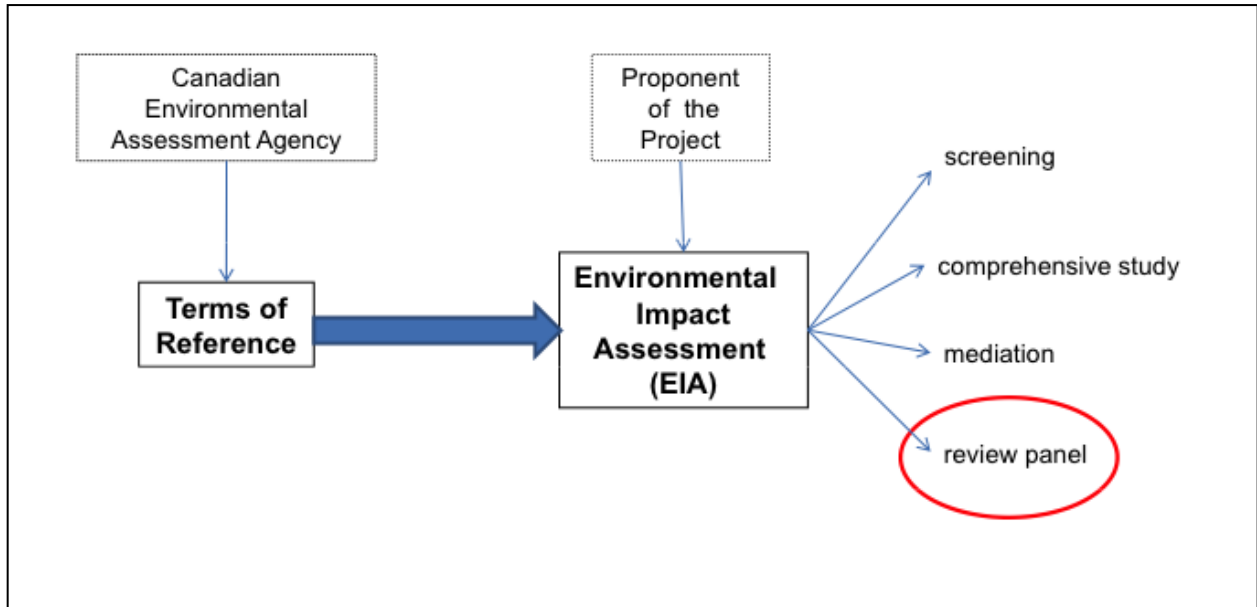 Canadian
Environmental
Assessment Agency
Proponent
of the
Project
Terms of
Reference
Environmental
Impact
Assessment
(EIA)
screening
comprehensive study
mediation
review panel